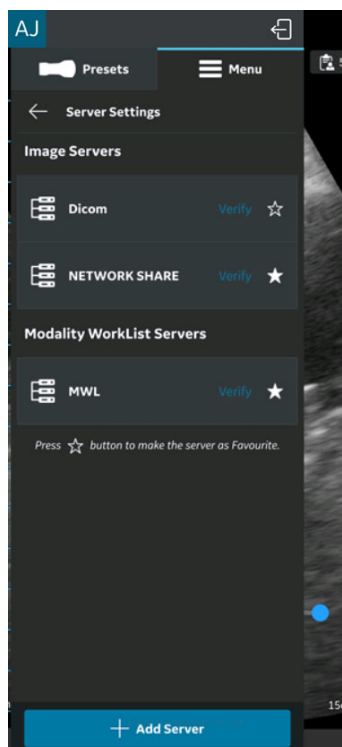 AJ
Presets
Menu
Server Settings
Image Servers
Dicom Verify
NETWORK SHARE Verify
Modality WorkList Servers
MWL Verify
Press ☆ button to make the server as Favourite.
Add Server